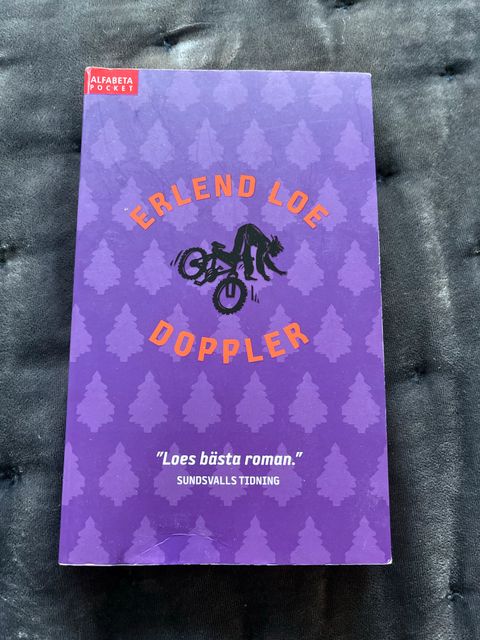 ALFABETA
POCKET
ERLEND LOE
DOPPLER
"Loes bästa roman."
SUNDSVALLS TIDNING